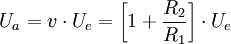 U_a = v · U_e = [1 + R_2/R_1] · U_e